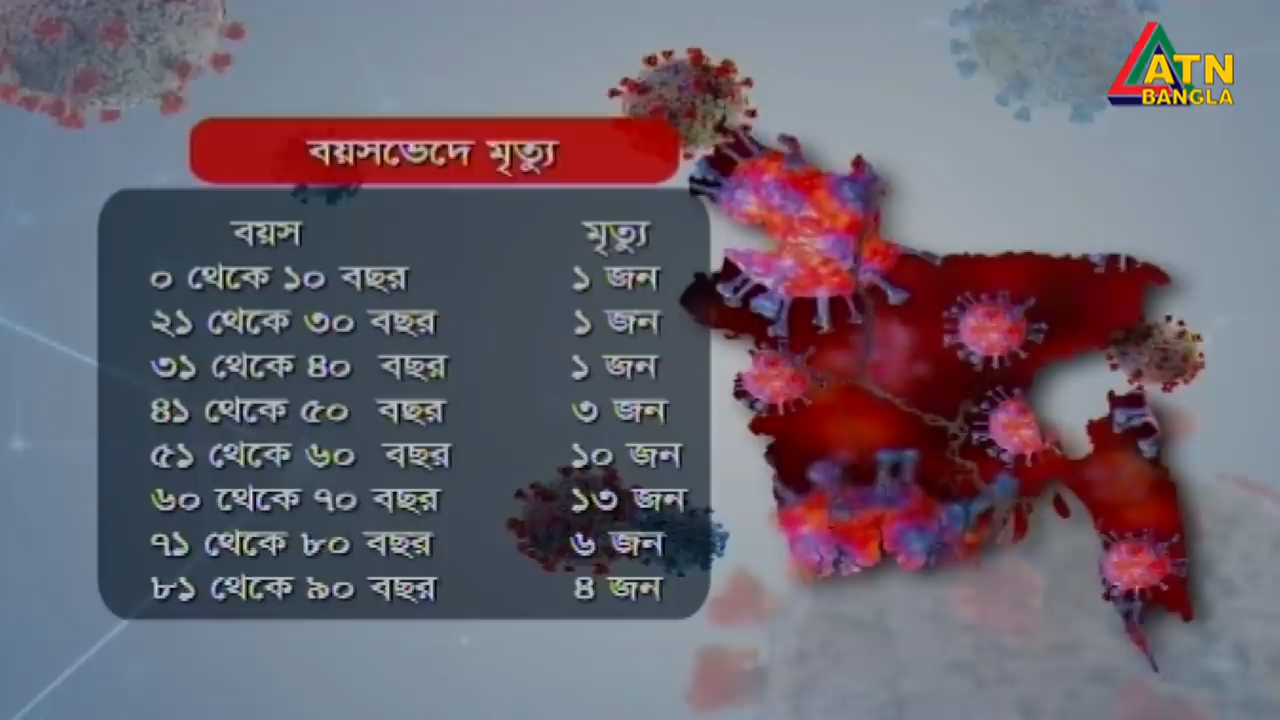 ATN
BANGLA
বয়সভেদে মৃত্যু
বয়স মৃত্যু
০ থেকে ১০ বছর ১ জন
২১ থেকে ৩০ বছর ১ জন
৩১ থেকে ৪০ বছর ১ জন
৪১ থেকে ৫০ বছর ৩ জন
৫১ থেকে ৬০ বছর ১০ জন
৬০ থেকে ৭০ বছর ১৩ জন
৭১ থেকে ৮০ বছর ৬ জন
৮১ থেকে ৯০ বছর ৪ জন